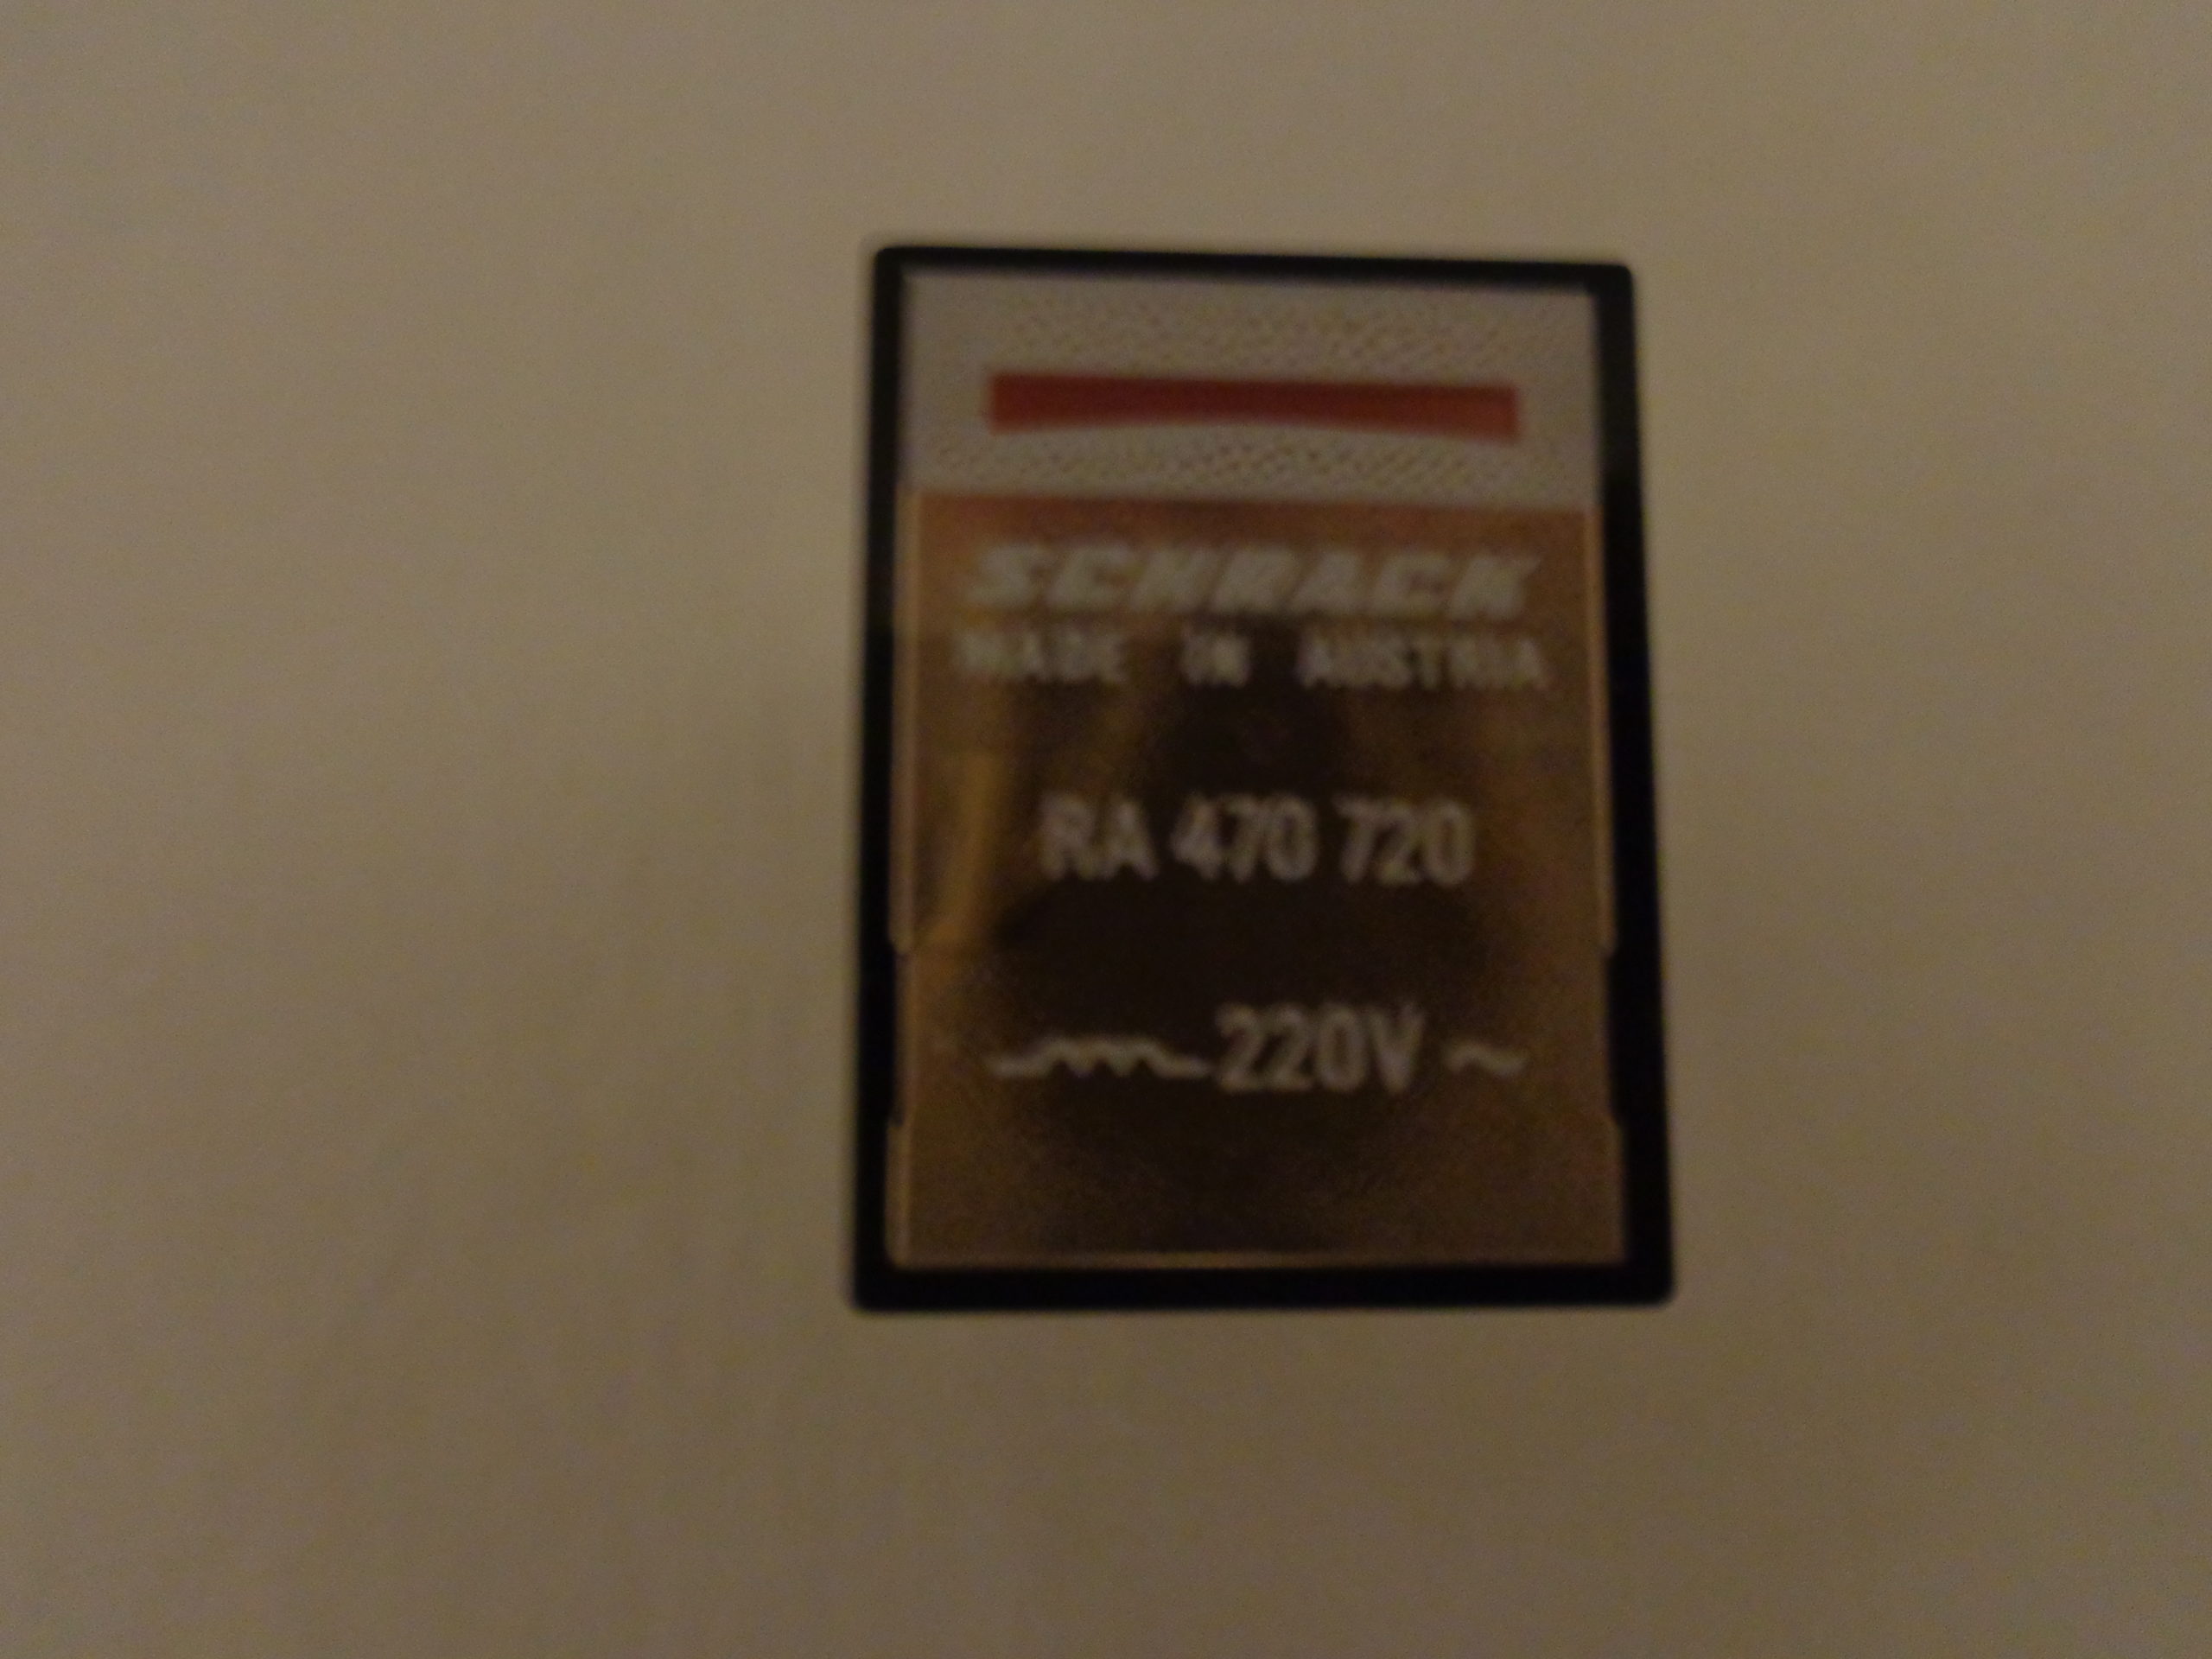 SCHRACK
MADE IN AUSTRIA
RA 470 720
220V ~